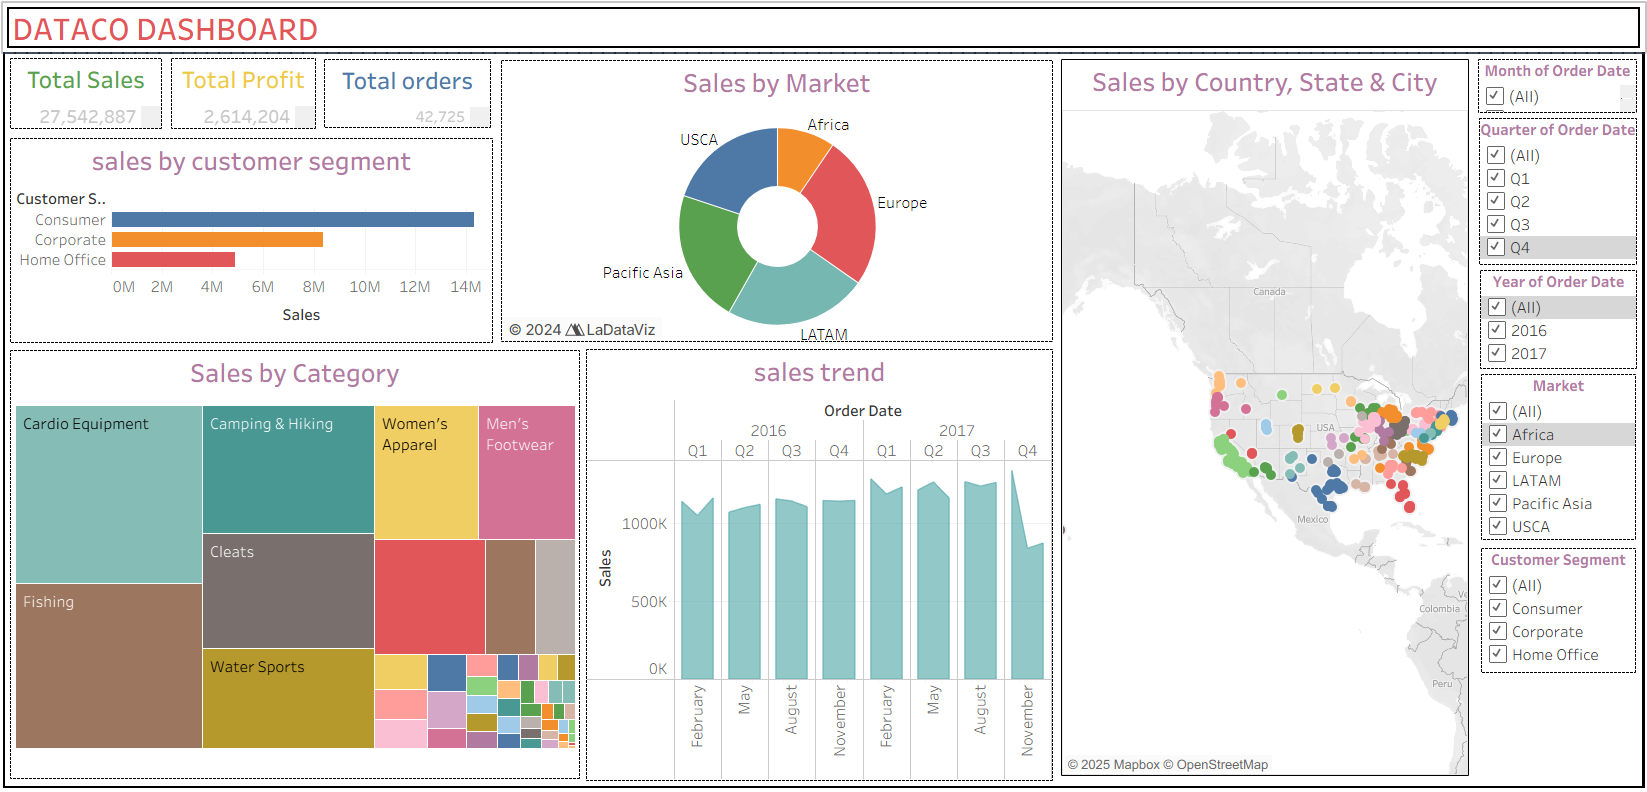 DATACO DASHBOARD
Total Sales
27,542,887
Total Profit
2,614,204
Total orders
42,725
sales by customer segment
Customer S..
Consumer
Corporate
Home Office
0M 2M 4M 6M 8M 10M 12M 14M
Sales
Sales by Market
Africa
USCA
Europe
Pacific Asia
LATAM
© 2024 LaDataViz
Sales by Category
Cardio Equipment
Camping & Hiking
Women's
Apparel
Men's
Footwear
Cleats
Fishing
Water Sports
sales trend
Order Date
2016 2017
Q1 Q2 Q3 Q4 Q1 Q2 Q3 Q4
1000K
500K
0K
Sales
February May August November February May August November
Sales by Country, State & City
Canada
USA
Mexico
Ve
Colombia
Peru
© 2025 Mapbox © OpenStreetMap
Month of Order Date
(All)
Quarter of Order Date
(All)
Q1
Q2
Q3
Q4
Year of Order Date
(All)
2016
2017
Market
(All)
Africa
Europe
LATAM
Pacific Asia
USCA
Customer Segment
(All)
Consumer
Corporate
Home Office